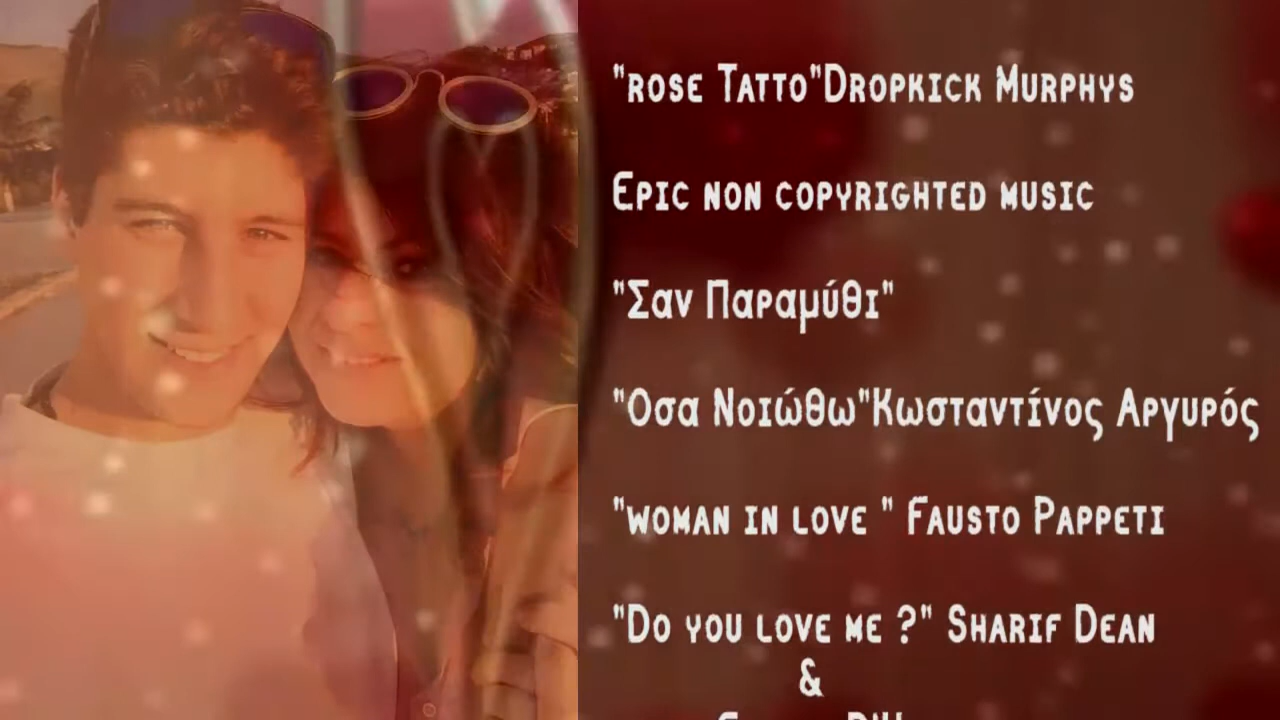 "rose Tatto"Dropkick Murphys
Epic non copyrighted music
"Σαν Παραμύθι"
"Οσα Νοιώθω"Κωσταντίνος Αργυρός
"woman in love " Fausto Pappeti
"Do you love me ?" Sharif Dean
&